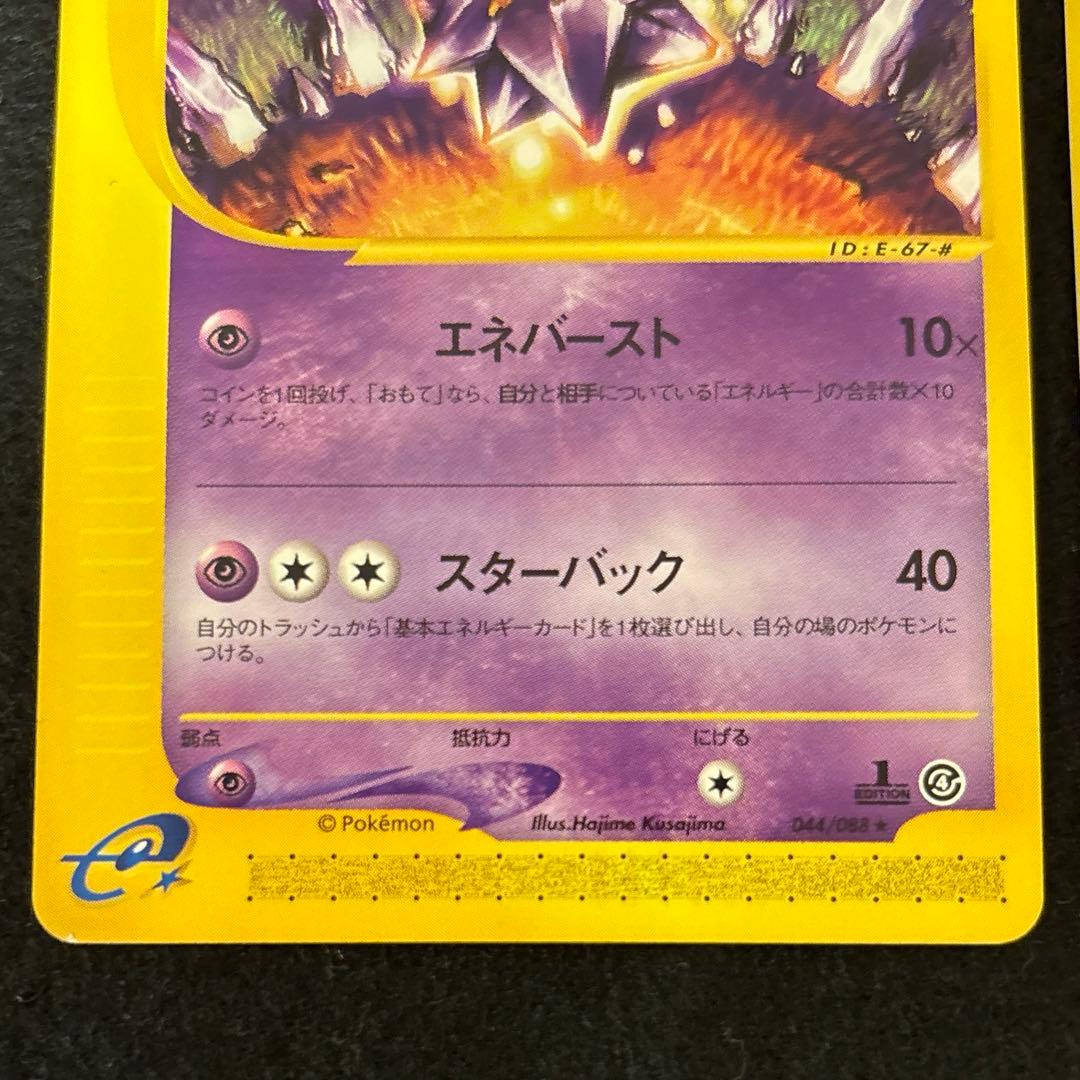 ID : E-67-#
エネバースト 10×
コインを1回投げ、「おもて」なら、自分と相手についている「エネルギー」の合計数×10
ダメージ。
スターバック 40
自分のトラッシュから「基本エネルギーカード」を1枚選び出し、自分の場のポケモンに
つける。
弱点 抵抗力 にげる
1
EDITION
4
© Pokémon Illus.Hajime Kusajima 044/088 ★
e